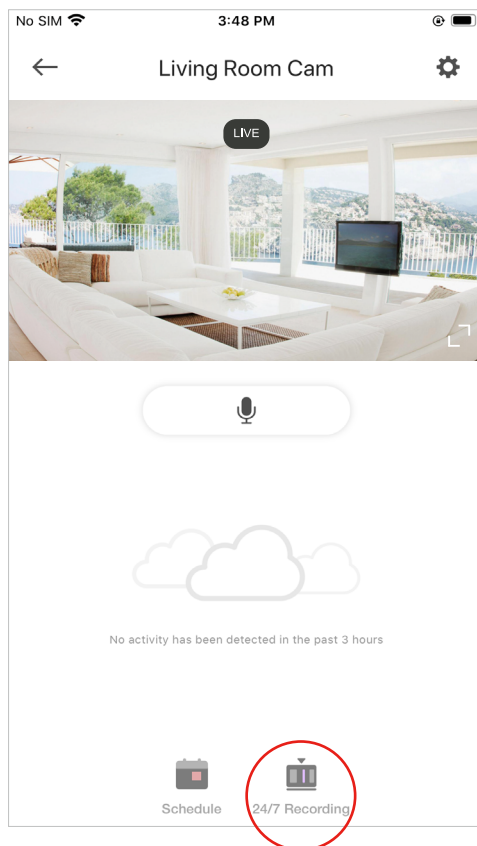 No SIM 3:48 PM
Living Room Cam
LIVE
No activity has been detected in the past 3 hours
Schedule 24/7 Recording